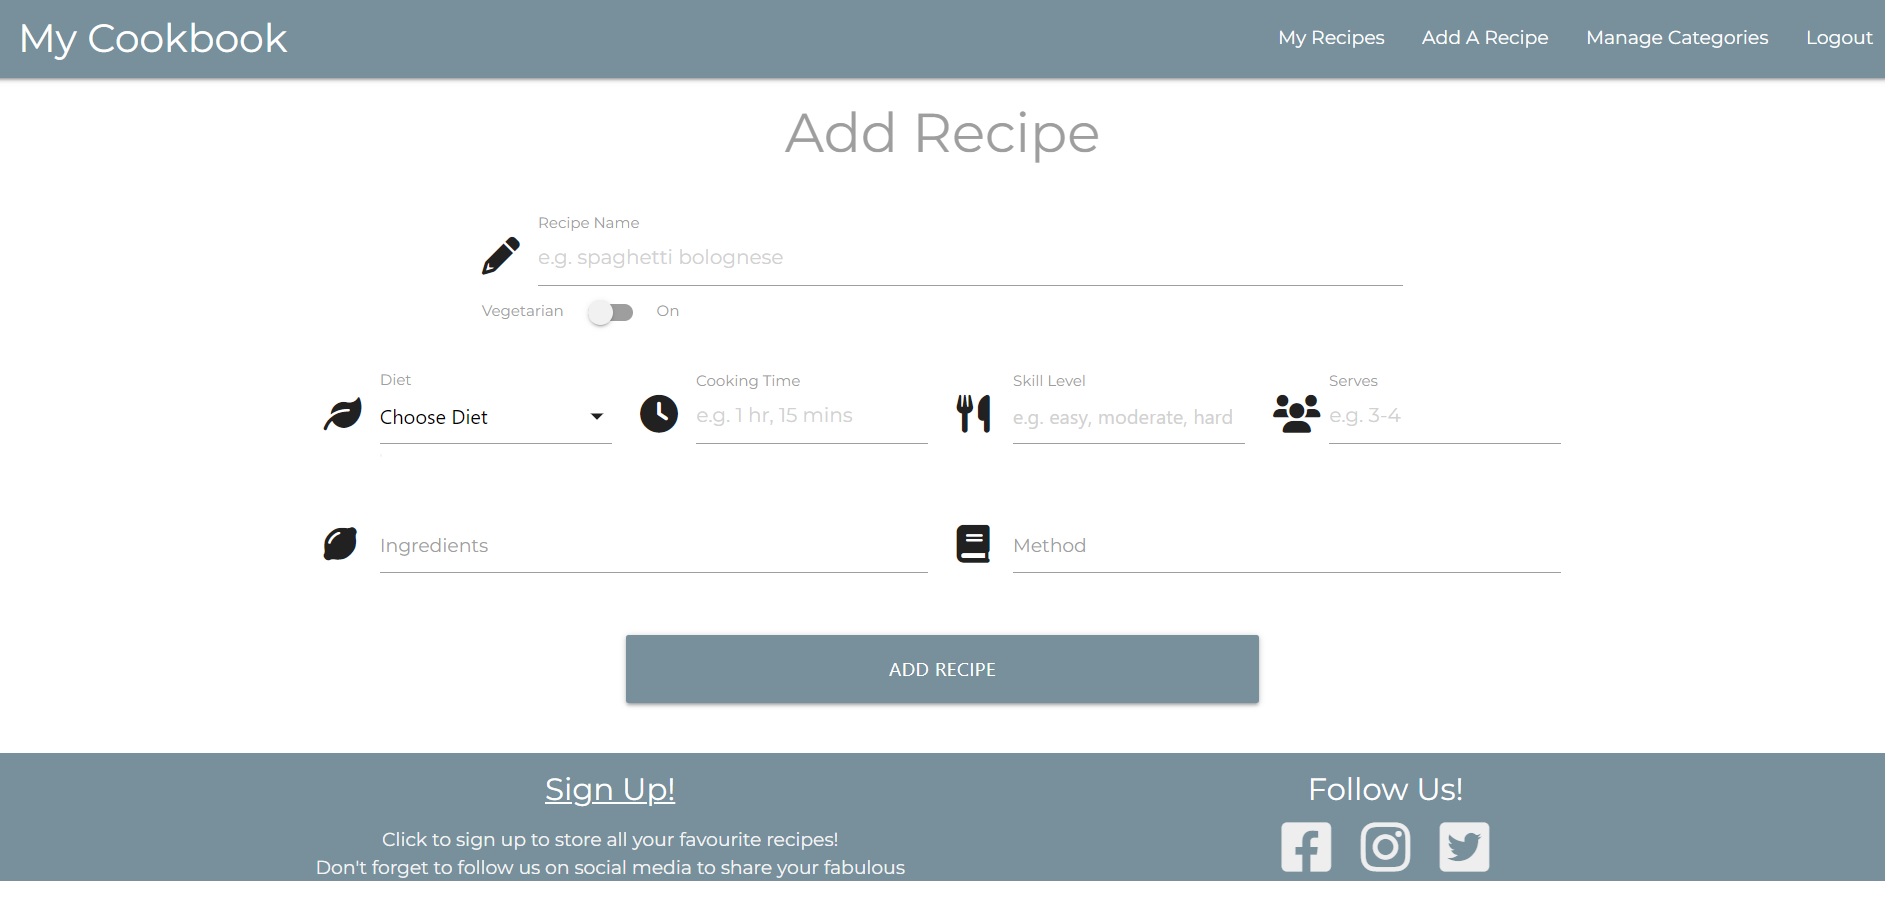 My Cookbook
My Recipes
Add A Recipe
Manage Categories
Logout
Add Recipe
Recipe Name
e.g. spaghetti bolognese
Vegetarian On
Diet
Choose Diet
Cooking Time
e.g. 1 hr, 15 mins
Skill Level
e.g. easy, moderate, hard
Serves
e.g. 3-4
Ingredients
Method
ADD RECIPE
Sign Up!
Click to sign up to store all your favourite recipes!
Don't forget to follow us on social media to share your fabulous
Follow Us!